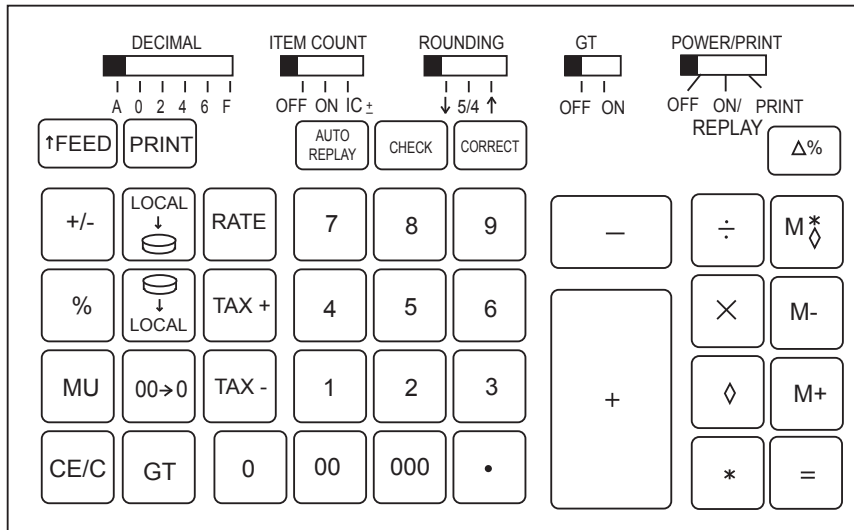 DECIMAL ITEM COUNT ROUNDING GT POWER/PRINT
A 0 2 4 6 F OFF ON IC ± ↓ 5/4 ↑ OFF ON OFF ON/ PRINT
REPLAY
↑FEED PRINT AUTO REPLAY CHECK CORRECT Δ%
+/- LOCAL ↓ RATE 7 8 9 – ÷ M*◊
% ↓ LOCAL TAX + 4 5 6 + × M-
MU 00→0 TAX - 1 2 3 ◊ M+
CE/C GT 0 00 000 • * =